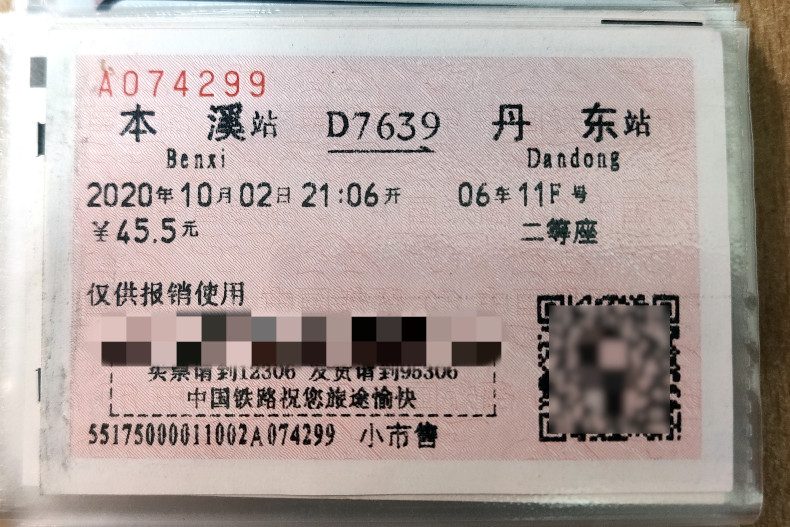 A074299
本溪站 D7639 丹东站
Benxi Dandong
2020年10月02日21:06开 06车11F号
¥45.5元 二等座
仅供报销使用
买票请到12306 发货请到95306
中国铁路祝您旅途愉快
55175000011002A074299 小市售